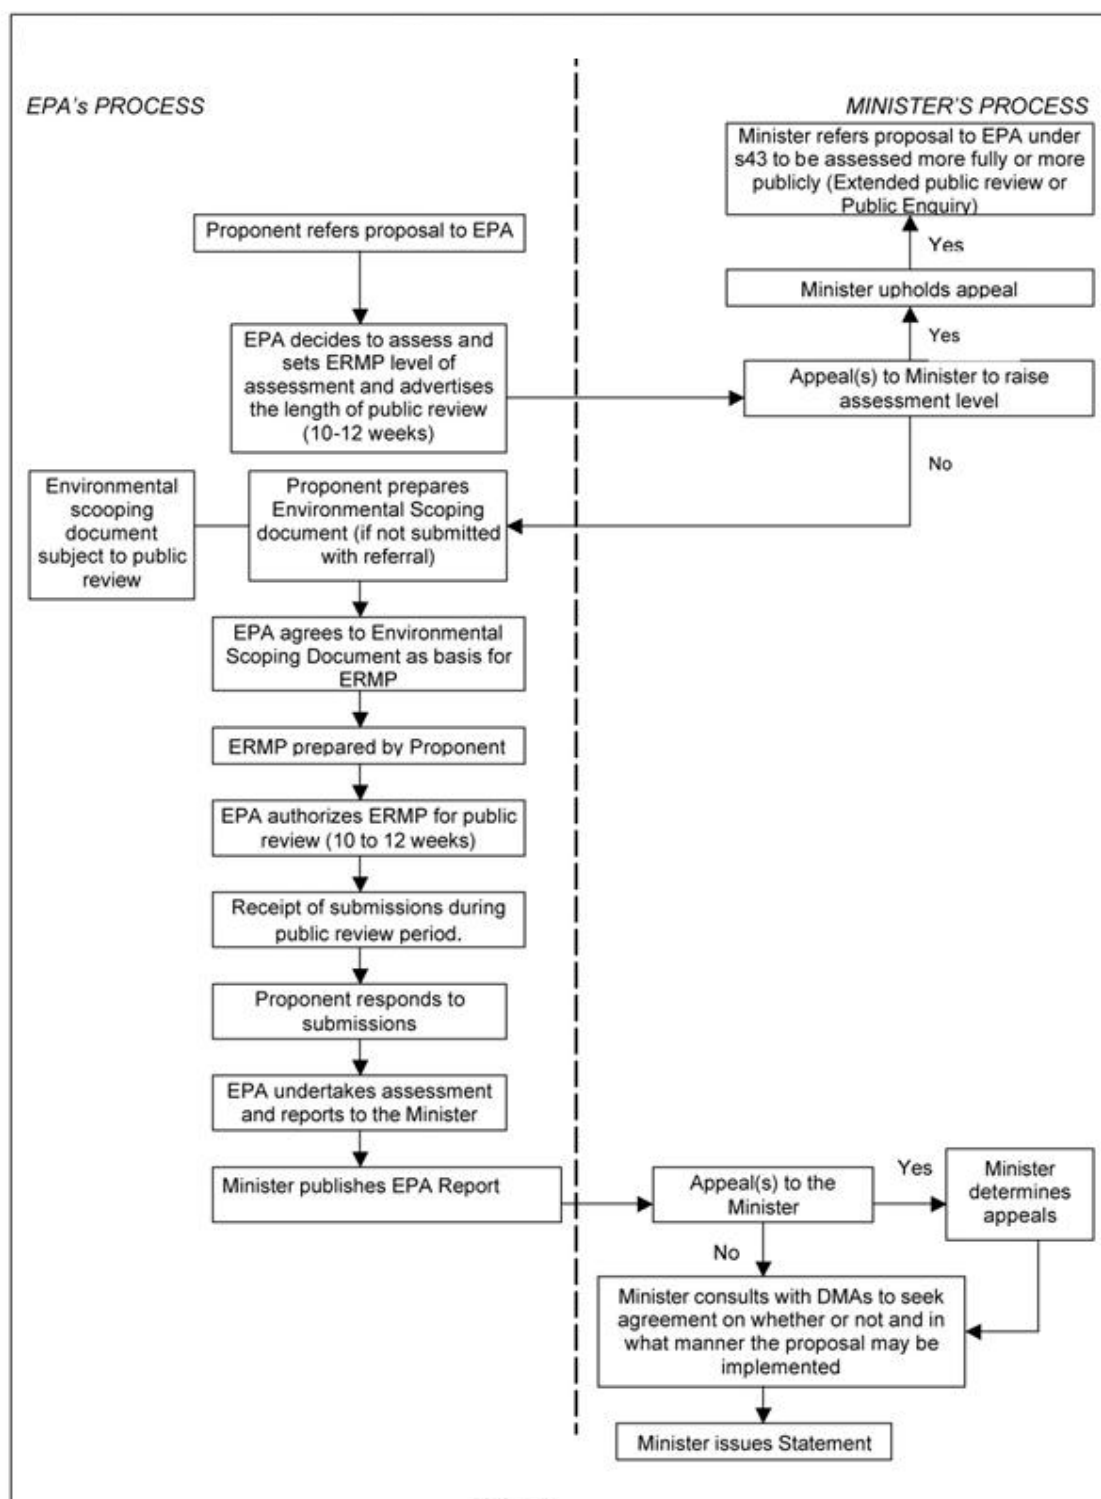 EPA's PROCESS
MINISTER'S PROCESS
Minister refers proposal to EPA under
s43 to be assessed more fully or more
publicly (Extended public review or
Public Enquiry)
Yes
Minister upholds appeal
Yes
Appeal(s) to Minister to raise
assessment level
No
Proponent refers proposal to EPA
EPA decides to assess and
sets ERMP level of
assessment and advertises
the length of public review
(10-12 weeks)
Environmental
scooping
document
subject to public
review
Proponent prepares
Environmental Scoping
document (if not submitted
with referral)
EPA agrees to Environmental
Scoping Document as basis for
ERMP
ERMP prepared by Proponent
EPA authorizes ERMP for public
review (10 to 12 weeks)
Receipt of submissions during
public review period.
Proponent responds to
submissions
EPA undertakes assessment
and reports to the Minister
Minister publishes EPA Report
Appeal(s) to the
Minister
Yes
Minister
determines
appeals
No
Minister consults with DMAs to seek
agreement on whether or not and in
what manner the proposal may be
implemented
Minister issues Statement